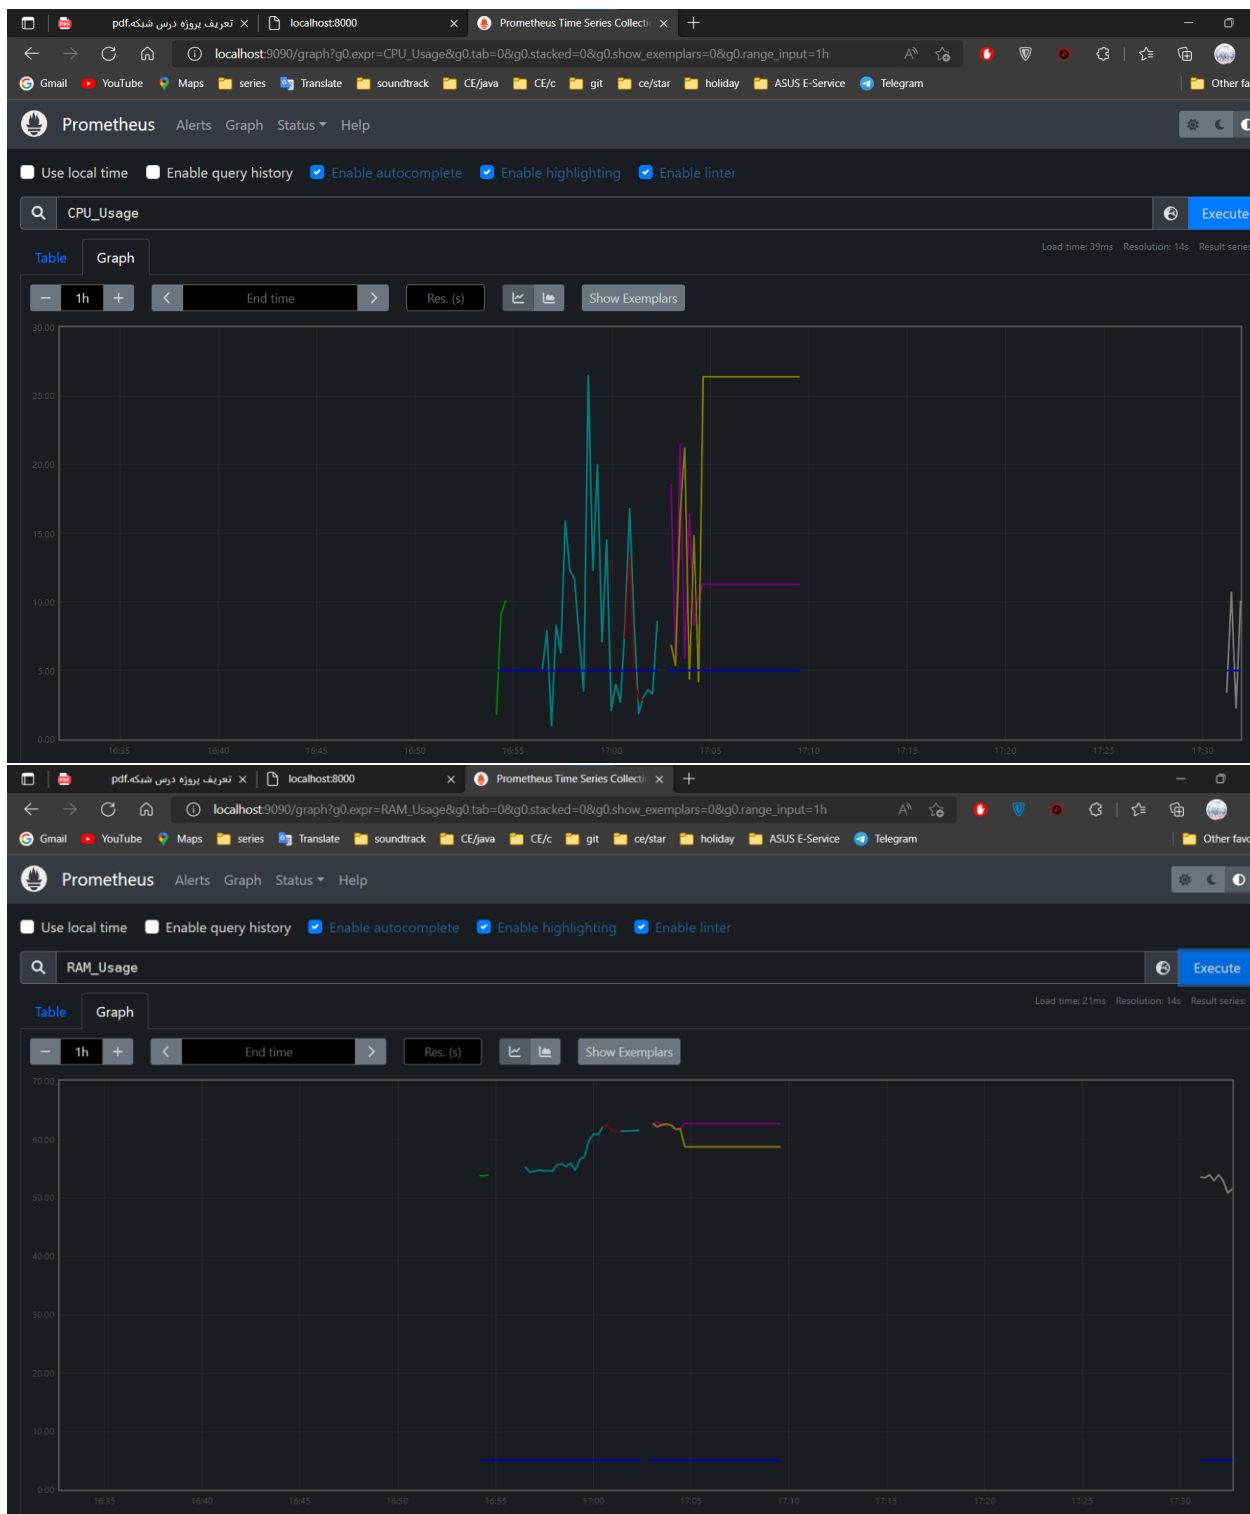 تعریف پروژه درس شبکه.pdf
localhost:8000
Prometheus Time Series Collecti
localhost:9090/graph?g0.expr=CPU_Usage&g0.tab=0&g0.stacked=0&g0.show_exemplars=0&g0.range_input=1h
Gmail YouTube Maps series Translate soundtrack CE/java CE/c git ce/star holiday ASUS E-Service Telegram Other fa
Prometheus Alerts Graph Status Help
Use local time Enable query history Enable autocomplete Enable highlighting Enable linter
CPU_Usage Execute
Load time: 39ms Resolution: 14s Result series
Table Graph
− 1h + End time Res. (s) Show Exemplars
30.00
25.00
20.00
15.00
10.00
5.00
0.00
16:35 16:40 16:45 16:50 16:55 17:00 17:05 17:10 17:15 17:20 17:25 17:30
تعریف پروژه درس شبکه.pdf
localhost:8000
Prometheus Time Series Collecti
localhost:9090/graph?g0.expr=RAM_Usage&g0.tab=0&g0.stacked=0&g0.show_exemplars=0&g0.range_input=1h
Gmail YouTube Maps series Translate soundtrack CE/java CE/c git ce/star holiday ASUS E-Service Telegram Other favo
Prometheus Alerts Graph Status Help
Use local time Enable query history Enable autocomplete Enable highlighting Enable linter
RAM_Usage Execute
Load time: 21ms Resolution: 14s Result series:
Table Graph
− 1h + End time Res. (s) Show Exemplars
70.00
60.00
50.00
40.00
30.00
20.00
10.00
0.00
16:35 16:40 16:45 16:50 16:55 17:00 17:05 17:10 17:15 17:20 17:25 17:30